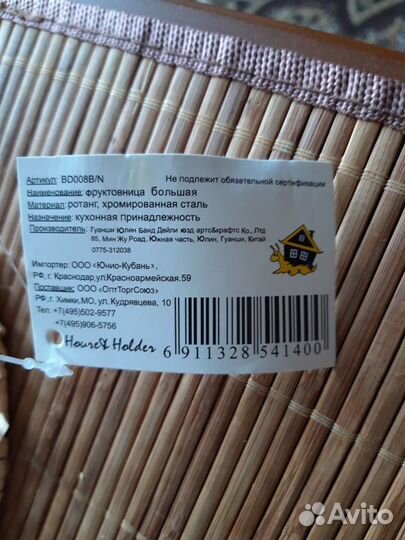 Артикул: BD008B/N
Не подлежит обязательной сертификации
Наименование: фруктовница большая
Материал: ротанг, хромированная сталь
Назначение: кухонная принадлежность
Производитель: Гуанши Юлин Банд Дейли юзд артс&крафтс Ко., Лтд
65, Мин Жу Роад, Южная часть, Юлин, Гуанши, Китай
0775-312038
Импортер: ООО «Юнио-Кубань»,
РФ, г. Краснодар,ул.Красноармейская.59
Поставщик: ООО «ОптТоргСоюз»
РФ,.г. Химки,МО, ул. Кудрявцева, 10
Тел: +7(495)502-9577
+7(495)906-5756
Houre& Holder
6 911328 541400
Avito